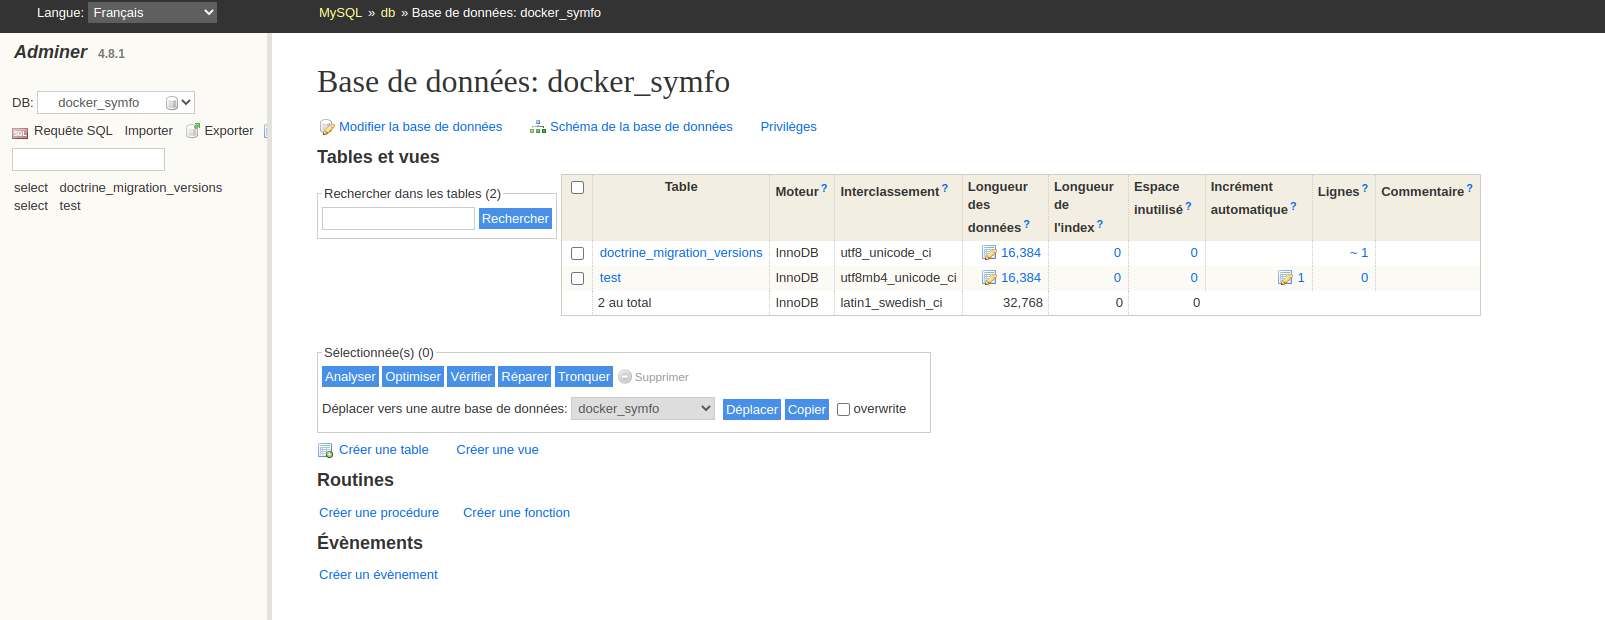 Langue: Français
MySQL » db » Base de données: docker_symfo
Adminer 4.8.1
DB: docker_symfo
SQL Requête SQL Importer Exporter
select doctrine_migration_versions
select test
Base de données: docker_symfo
Modifier la base de données Schéma de la base de données Privilèges
Tables et vues
Rechercher dans les tables (2)
Rechercher
Table Moteur? Interclassement? Longueur des données? Longueur de l'index? Espace inutilisé? Incrément automatique? Lignes? Commentaire?
doctrine_migration_versions InnoDB utf8_unicode_ci 16,384 0 0 ~ 1
test InnoDB utf8mb4_unicode_ci 16,384 0 0 1 0
2 au total InnoDB latin1_swedish_ci 32,768 0 0
Sélectionnée(s) (0)
Analyser Optimiser Vérifier Réparer Tronquer Supprimer
Déplacer vers une autre base de données: docker_symfo Déplacer Copier overwrite
Créer une table Créer une vue
Routines
Créer une procédure Créer une fonction
Évènements
Créer un évènement